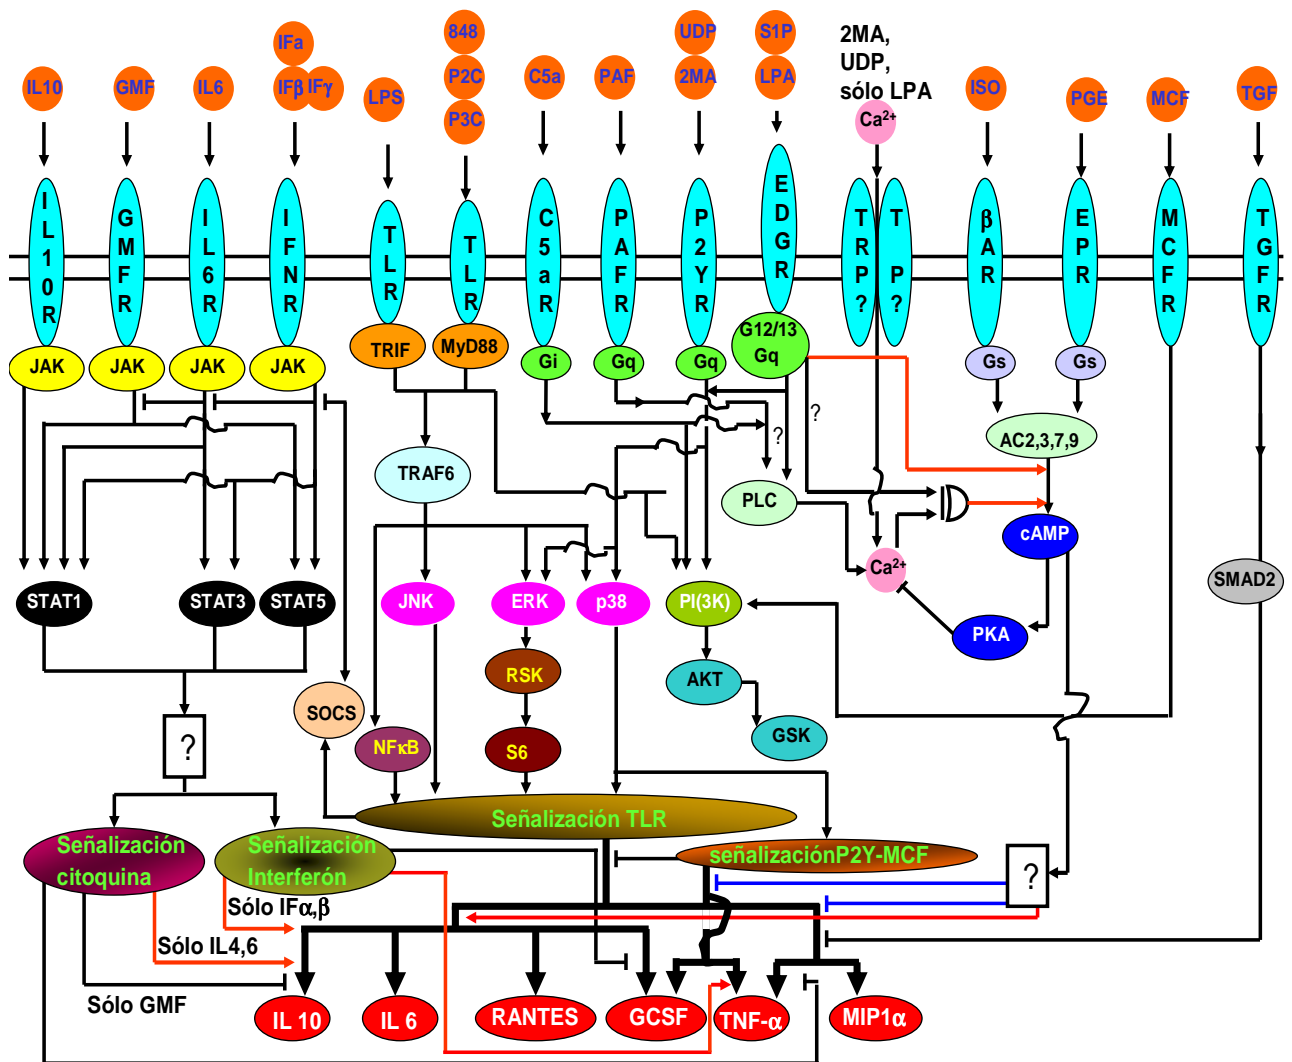 IL10
GMF
IL6
IFa
IFβ
IFγ
LPS
848
P2C
P3C
C5a
PAF
UDP
2MA
S1P
LPA
2MA,
UDP,
sólo LPA
Ca²⁺
ISO
PGE
MCF
TGF
IL10R
GMFR
IL6R
IFNR
TLR
TLR
C5aR
PAFR
P2YR
EDGR
TRP?
T P?
βAR
EPR
MCFR
TGFR
JAK
JAK
JAK
JAK
TRIF
MyD88
Gi
Gq
Gq
G12/13
Gq
Gs
Gs
?
?
AC2,3,7,9
TRAF6
PLC
cAMP
Ca²⁺
SMAD2
STAT1
STAT3
STAT5
JNK
ERK
p38
PI(3K)
PKA
RSK
AKT
SOCS
GSK
NFκB
S6
?
Señalización TLR
Señalización
citoquina
Señalización
Interferón
señalizaciónP2Y-MCF
?
Sólo IFα,β
Sólo IL4,6
Sólo GMF
IL 10
IL 6
RANTES
GCSF
TNF-α
MIP1α